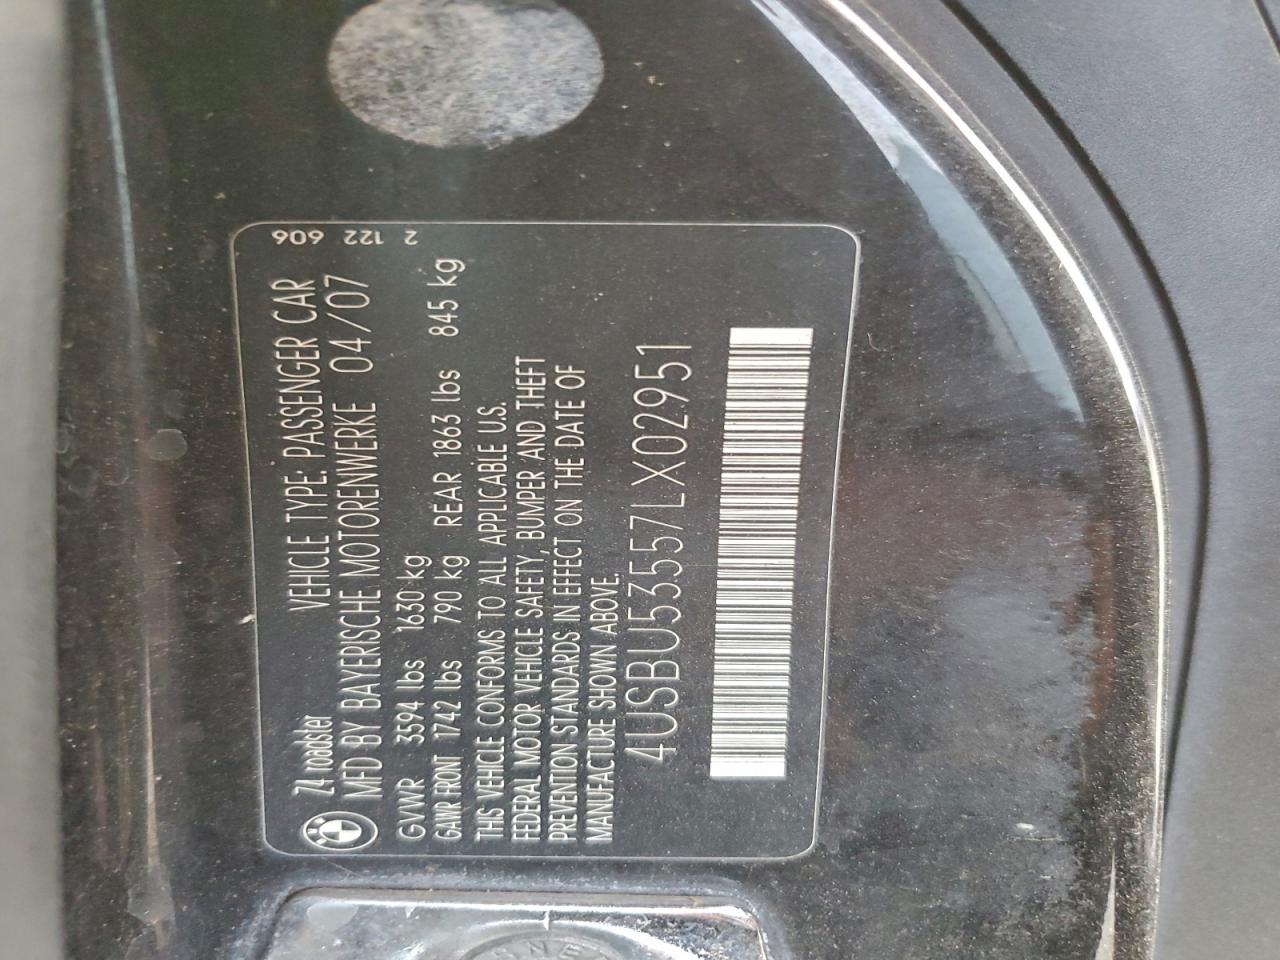 Z4 roadster VEHICLE TYPE: PASSENGER CAR
MFD BY BAYERISCHE MOTORENWERKE 04/07
GVWR 3594 lbs 1630 kg
GAWR FRONT 1742 lbs 790 kg REAR 1863 lbs 845 kg
THIS VEHICLE CONFORMS TO ALL APPLICABLE U.S.
FEDERAL MOTOR VEHICLE SAFETY, BUMPER AND THEFT
PREVENTION STANDARDS IN EFFECT ON THE DATE OF
MANUFACTURE SHOWN ABOVE.
4USBU53557LX02951
2 122 606